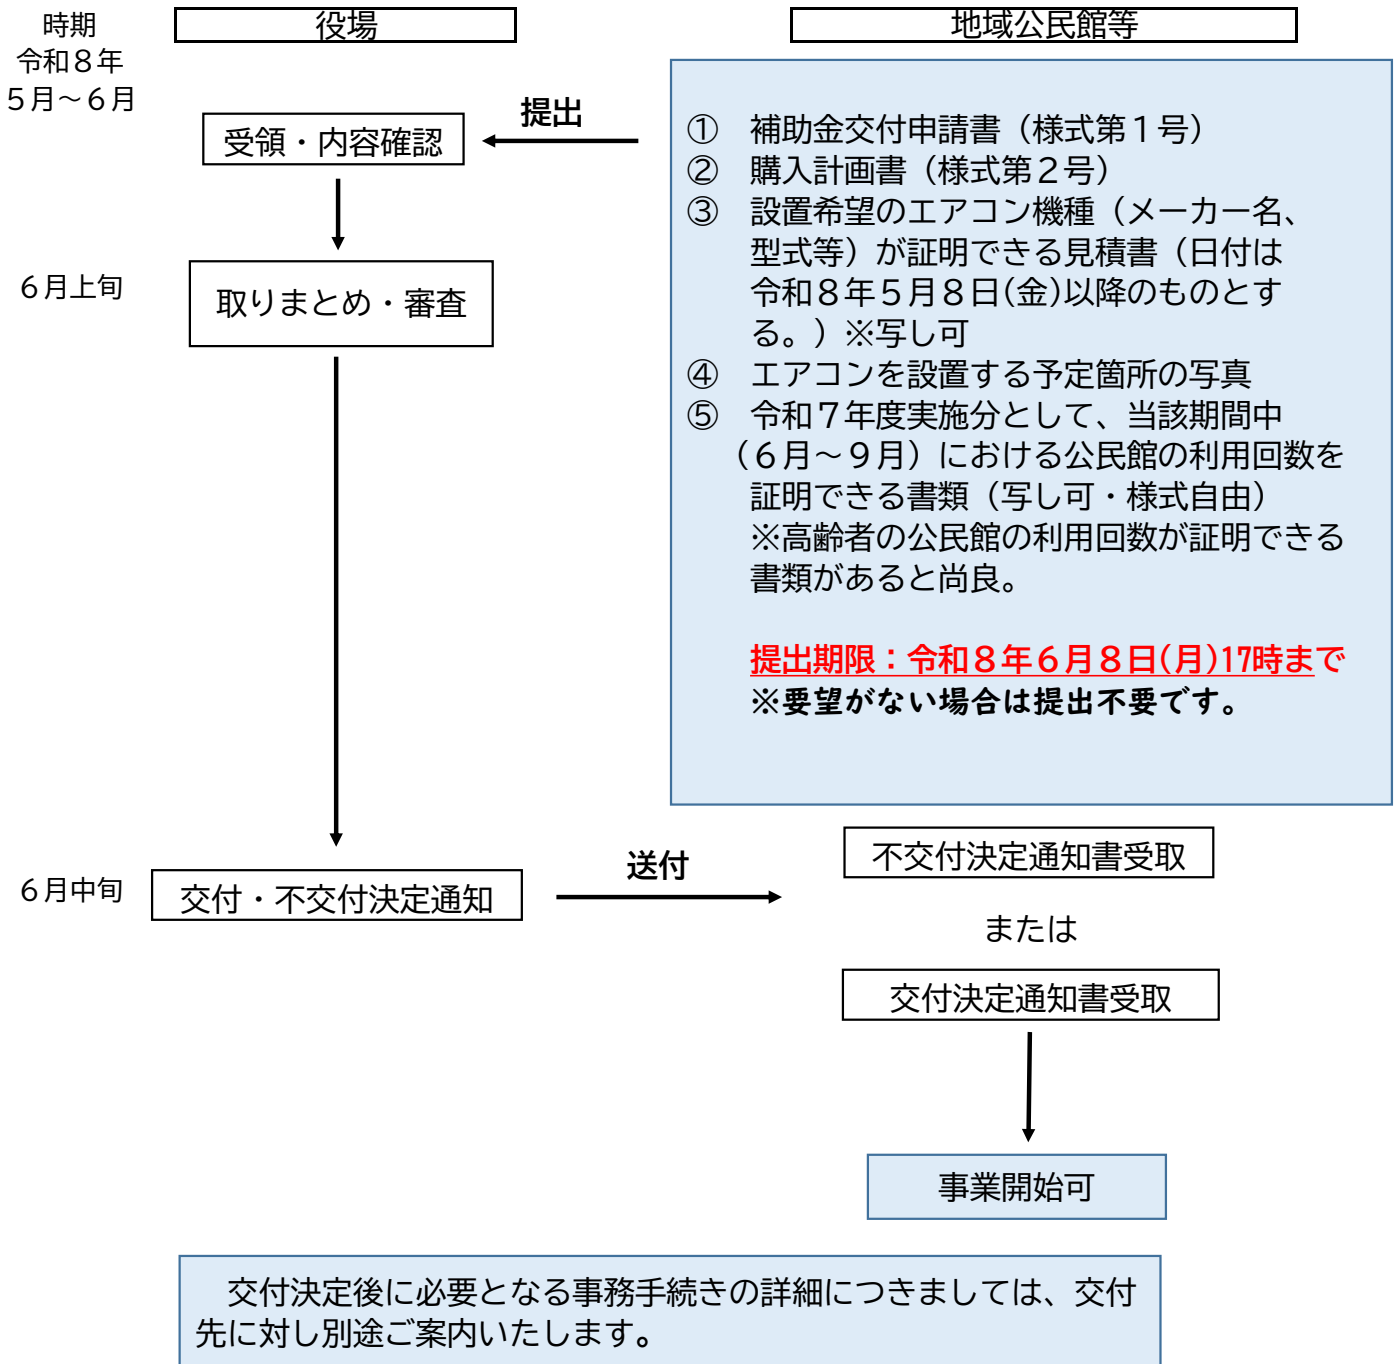 時期
令和８年
５月～６月
役場
地域公民館等
受領・内容確認
提出
①　補助金交付申請書（様式第１号）
②　購入計画書（様式第２号）
③　設置希望のエアコン機種（メーカー名、
型式等）が証明できる見積書（日付は
令和８年５月８日(金)以降のものとす
る。）※写し可
④　エアコンを設置する予定箇所の写真
⑤　令和７年度実施分として、当該期間中
（６月～９月）における公民館の利用回数を
証明できる書類（写し可・様式自由）
※高齢者の公民館の利用回数が証明できる
書類があると尚良。
提出期限：令和８年６月８日(月)17時まで
※要望がない場合は提出不要です。
６月上旬
取りまとめ・審査
６月中旬
交付・不交付決定通知
送付
不交付決定通知書受取
または
交付決定通知書受取
事業開始可
交付決定後に必要となる事務手続きの詳細につきましては、交付
先に対し別途ご案内いたします。